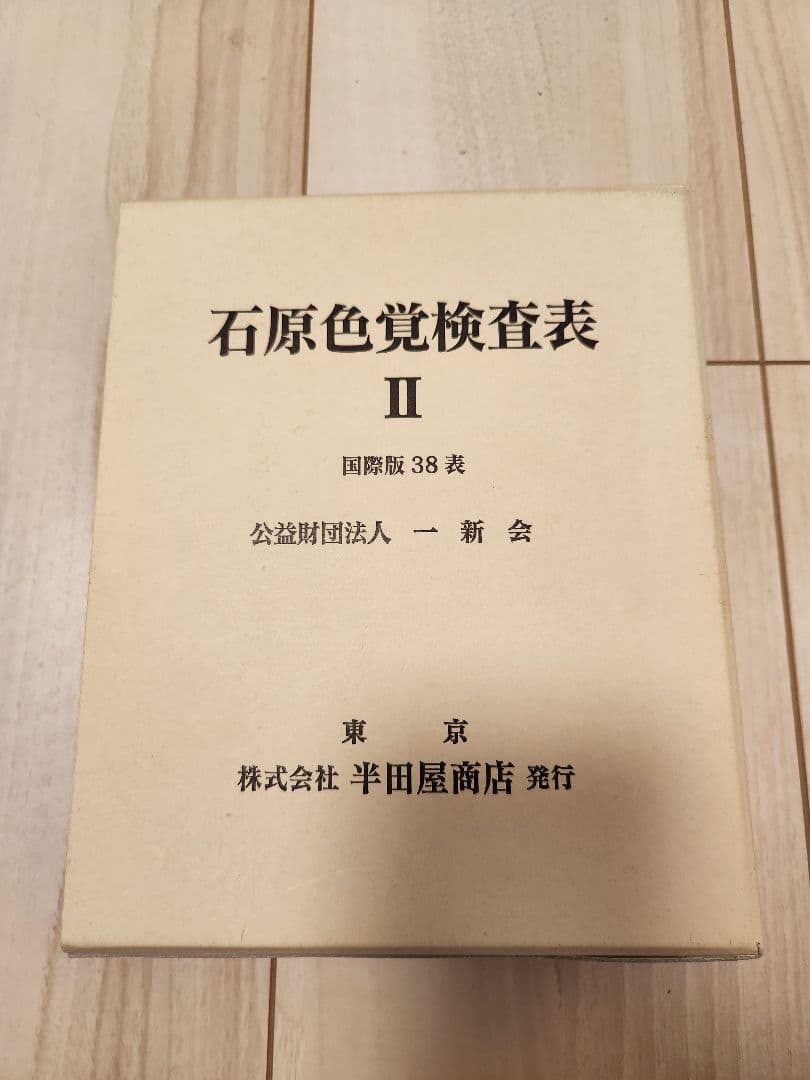 石原色覚検査表
II
国際版 38 表
公益財団法人 一 新 会
東 京
株式会社 半田屋商店 発行